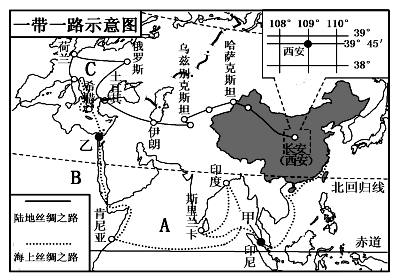 一带一路示意图
108° 109° 110°
39°
39° 45′
38°
西安
荷兰
俄罗斯
C
土耳其
希腊
乌兹别克斯坦
哈萨克斯坦
伊朗
长安
(西安)
乙
B
北回归线
印度
陆地丝绸之路
海上丝绸之路
肯尼亚
A
斯里兰卡
甲
印尼
赤道